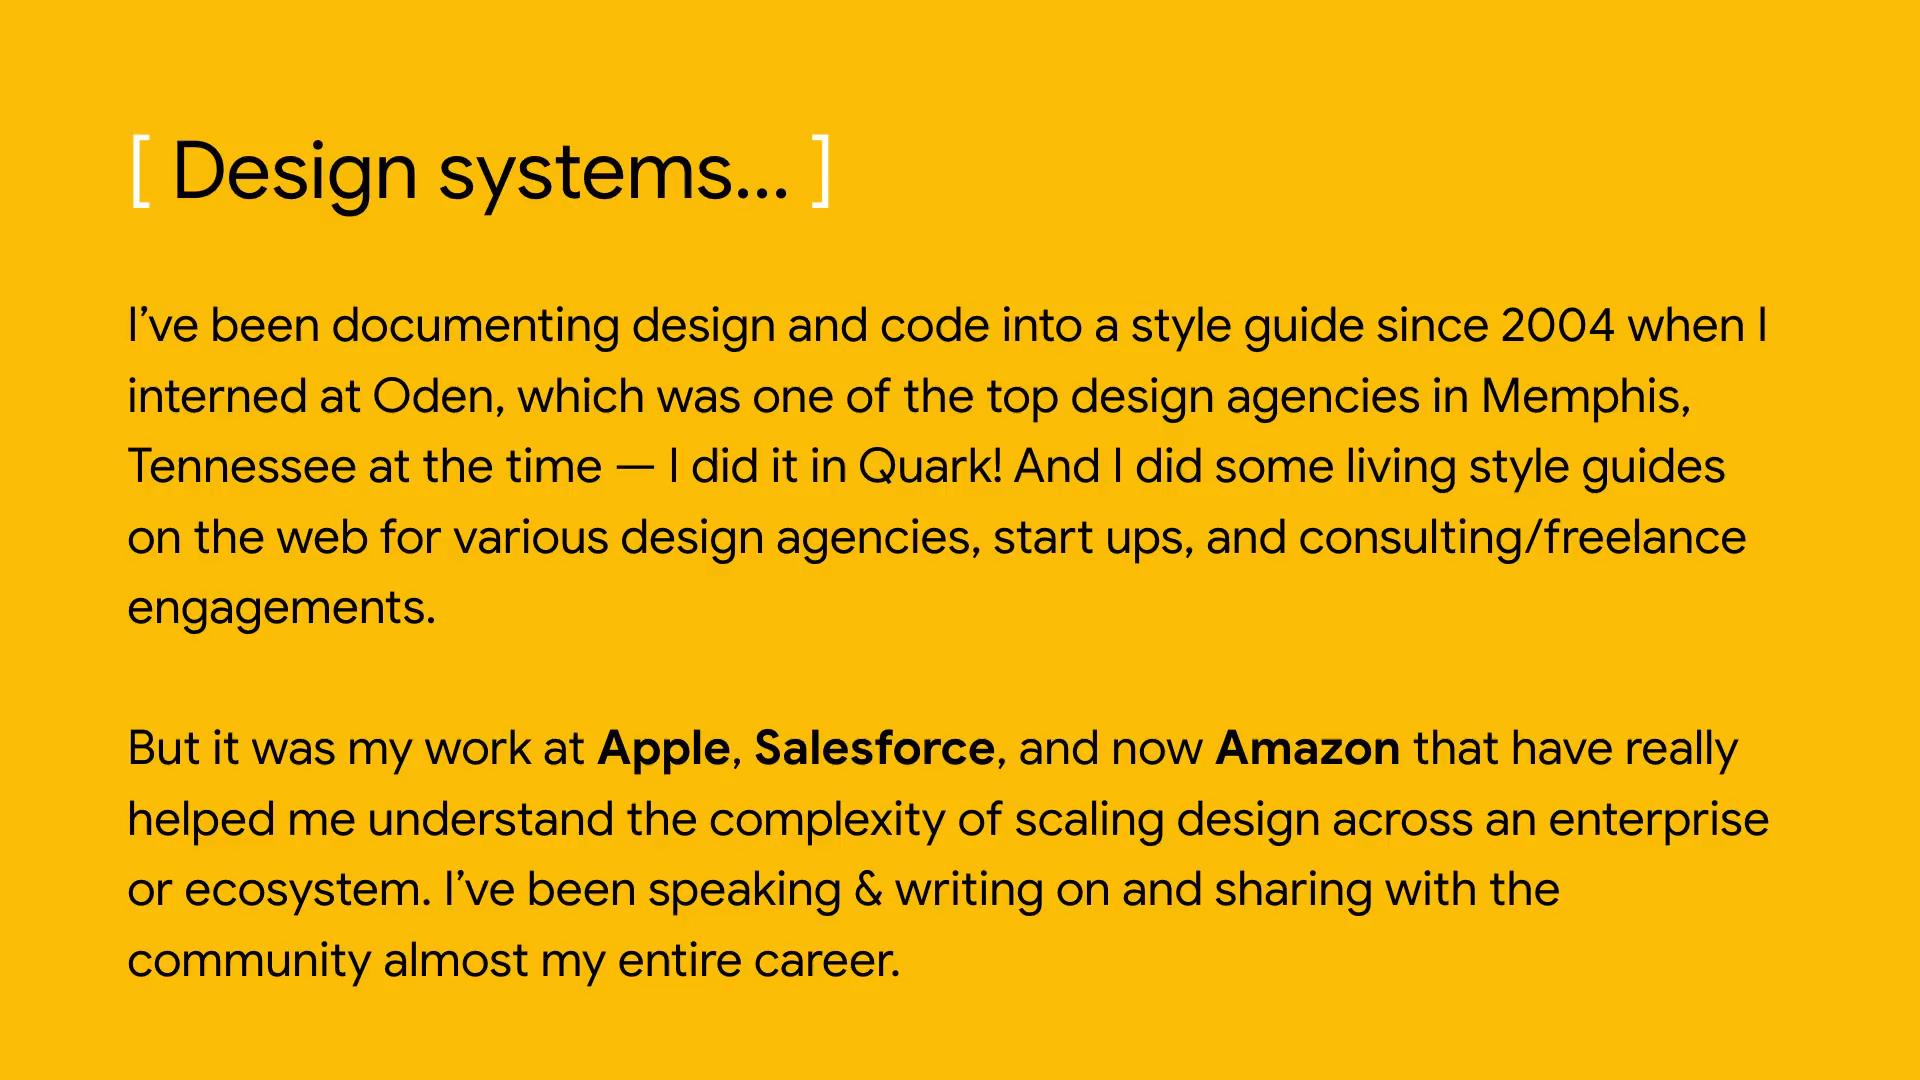 [ Design systems... ]
I’ve been documenting design and code into a style guide since 2004 when I
interned at Oden, which was one of the top design agencies in Memphis,
Tennessee at the time — I did it in Quark! And I did some living style guides
on the web for various design agencies, start ups, and consulting/freelance
engagements.
But it was my work at Apple, Salesforce, and now Amazon that have really
helped me understand the complexity of scaling design across an enterprise
or ecosystem. I’ve been speaking & writing on and sharing with the
community almost my entire career.